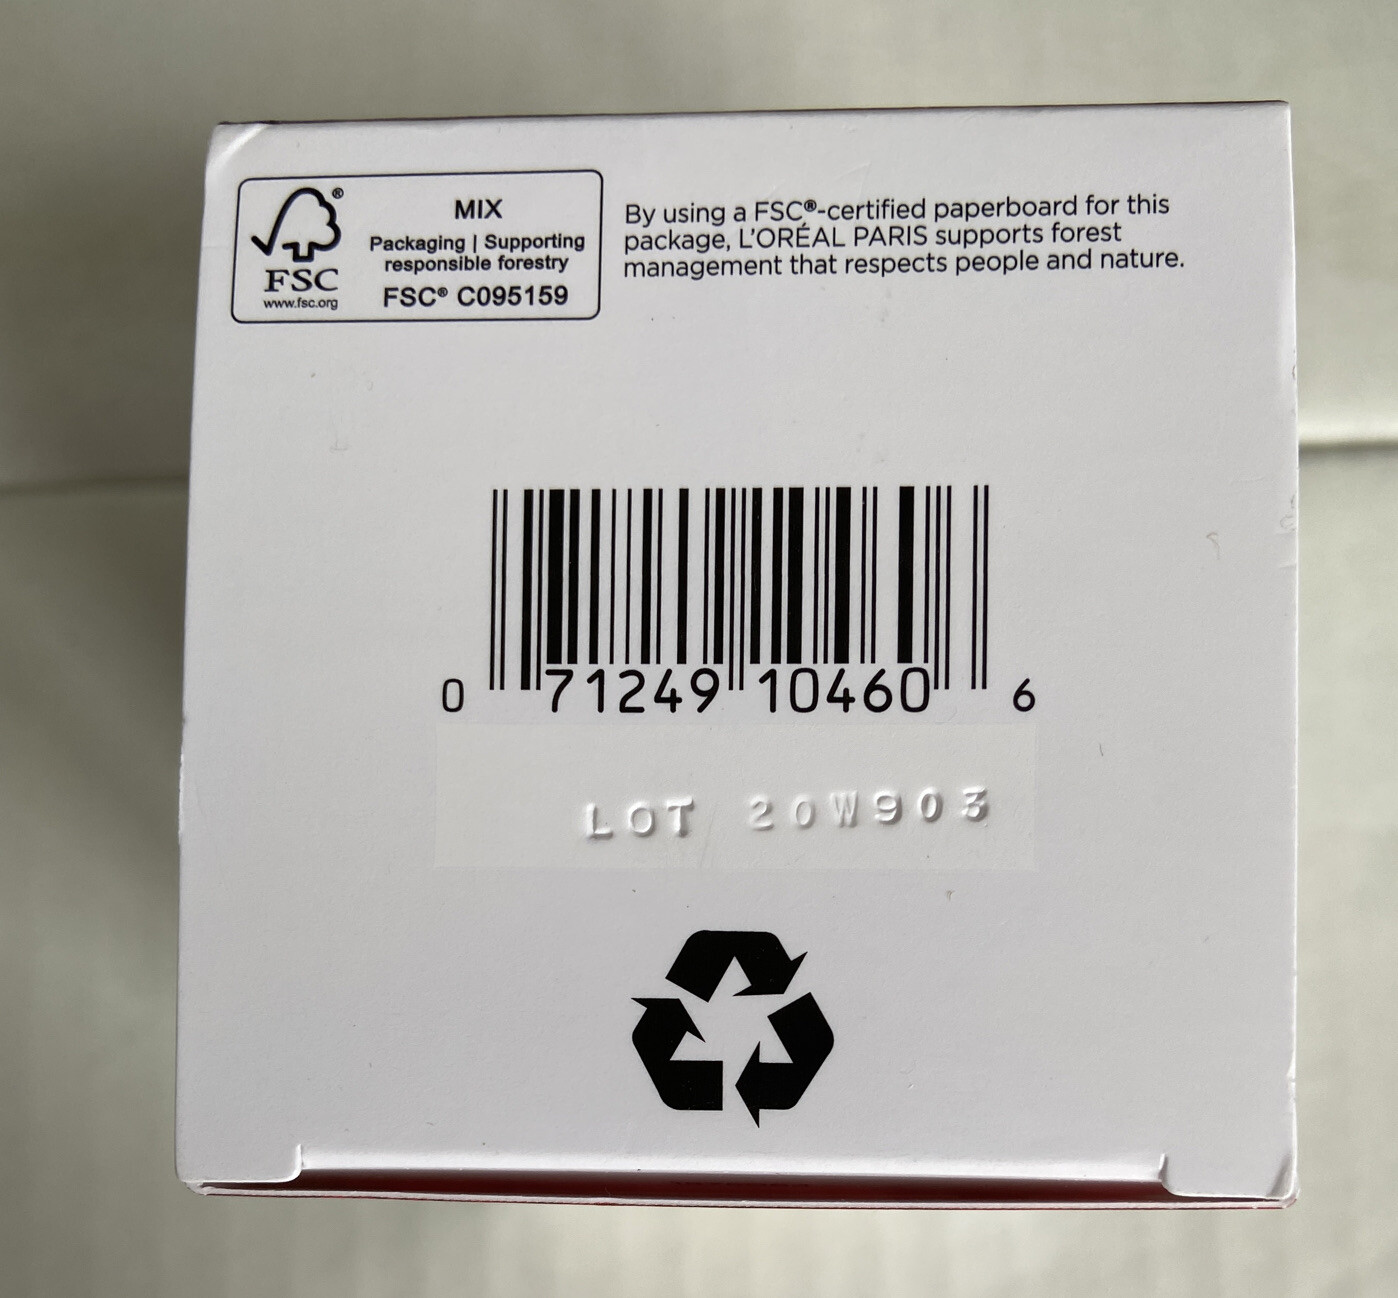 MIX
Packaging | Supporting
responsible forestry
FSC® C095159
®
FSC
www.fsc.org
By using a FSC®-certified paperboard for this
package, L'ORÉAL PARIS supports forest
management that respects people and nature.
0 71249 10460 6
LOT 20W903